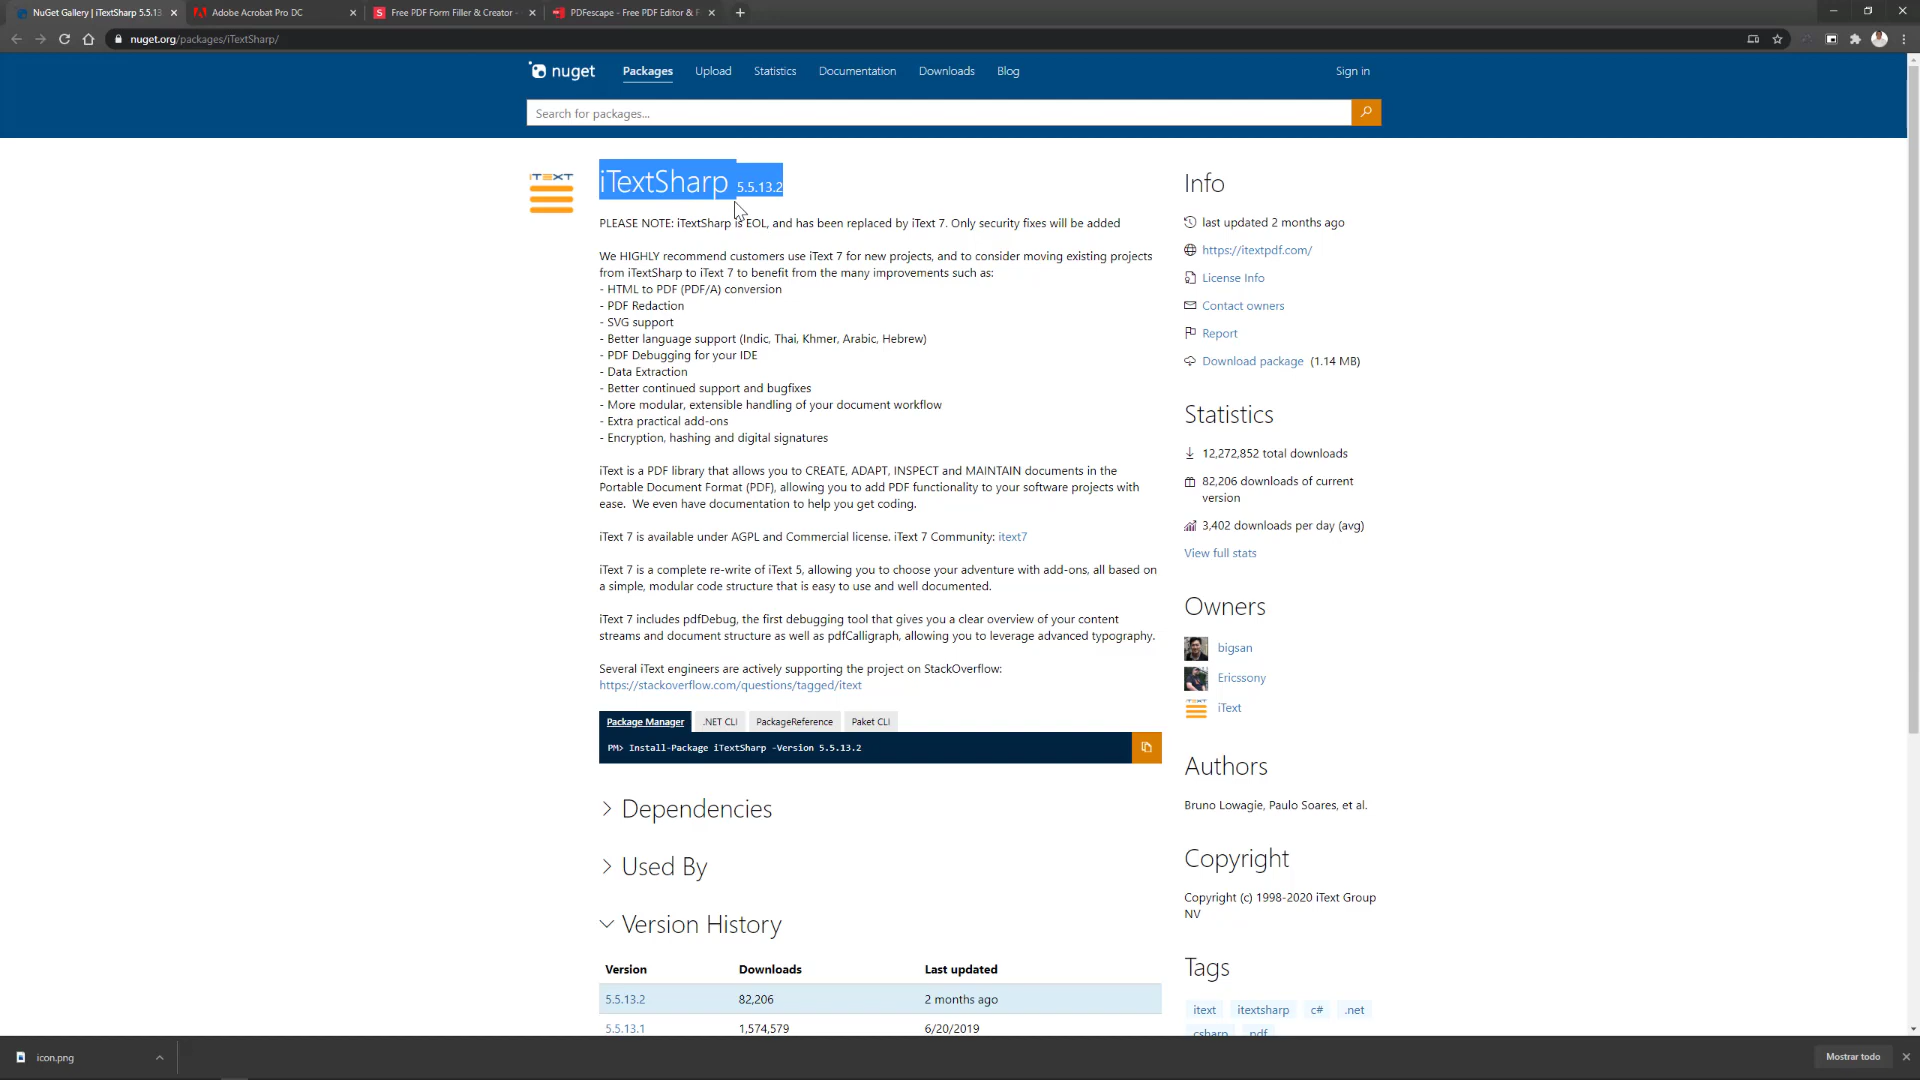 NuGet Gallery | iTextSharp 5.5.13
Adobe Acrobat Pro DC
Free PDF Form Filler & Creator -
PDFescape - Free PDF Editor & F
nuget.org/packages/iTextSharp/
nuget
Packages
Upload
Statistics
Documentation
Downloads
Blog
Sign in
Search for packages...
iTEXT
iTextSharp 5.5.13.2
PLEASE NOTE: iTextSharp is EOL, and has been replaced by iText 7. Only security fixes will be added
We HIGHLY recommend customers use iText 7 for new projects, and to consider moving existing projects
from iTextSharp to iText 7 to benefit from the many improvements such as:
- HTML to PDF (PDF/A) conversion
- PDF Redaction
- SVG support
- Better language support (Indic, Thai, Khmer, Arabic, Hebrew)
- PDF Debugging for your IDE
- Data Extraction
- Better continued support and bugfixes
- More modular, extensible handling of your document workflow
- Extra practical add-ons
- Encryption, hashing and digital signatures
iText is a PDF library that allows you to CREATE, ADAPT, INSPECT and MAINTAIN documents in the
Portable Document Format (PDF), allowing you to add PDF functionality to your software projects with
ease. We even have documentation to help you get coding.
iText 7 is available under AGPL and Commercial license. iText 7 Community: itext7
iText 7 is a complete re-write of iText 5, allowing you to choose your adventure with add-ons, all based on
a simple, modular code structure that is easy to use and well documented.
iText 7 includes pdfDebug, the first debugging tool that gives you a clear overview of your content
streams and document structure as well as pdfCalligraph, allowing you to leverage advanced typography.
Several iText engineers are actively supporting the project on StackOverflow:
https://stackoverflow.com/questions/tagged/itext
Package Manager
.NET CLI
PackageReference
Paket CLI
PM> Install-Package iTextSharp -Version 5.5.13.2
Dependencies
Used By
Version History
Version Downloads Last updated
5.5.13.2 82,206 2 months ago
5.5.13.1 1,574,579 6/20/2019
Info
last updated 2 months ago
https://itextpdf.com/
License Info
Contact owners
Report
Download package (1.14 MB)
Statistics
12,272,852 total downloads
82,206 downloads of current
version
3,402 downloads per day (avg)
View full stats
Owners
bigsan
Ericssony
iText
Authors
Bruno Lowagie, Paulo Soares, et al.
Copyright
Copyright (c) 1998-2020 iText Group
NV
Tags
itext itextsharp c# .net
csharp pdf
icon.png
Mostrar todo